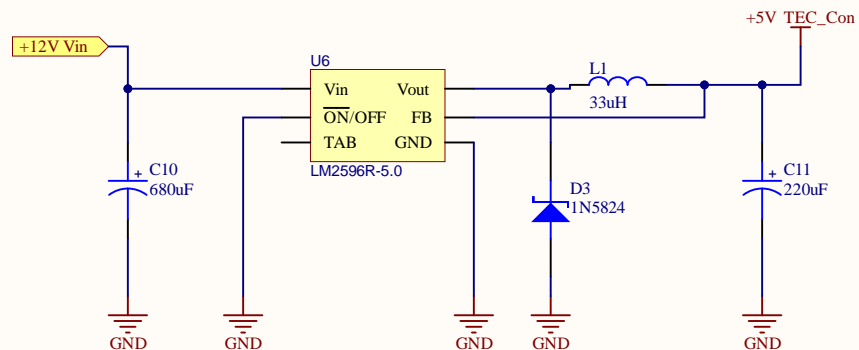 +5V TEC_Con
+12V Vin
U6
Vin
Vout
ON/OFF
FB
TAB
GND
LM2596R-5.0
L1
33uH
C10
680uF
D3
1N5824
C11
220uF
GND
GND
GND
GND
GND